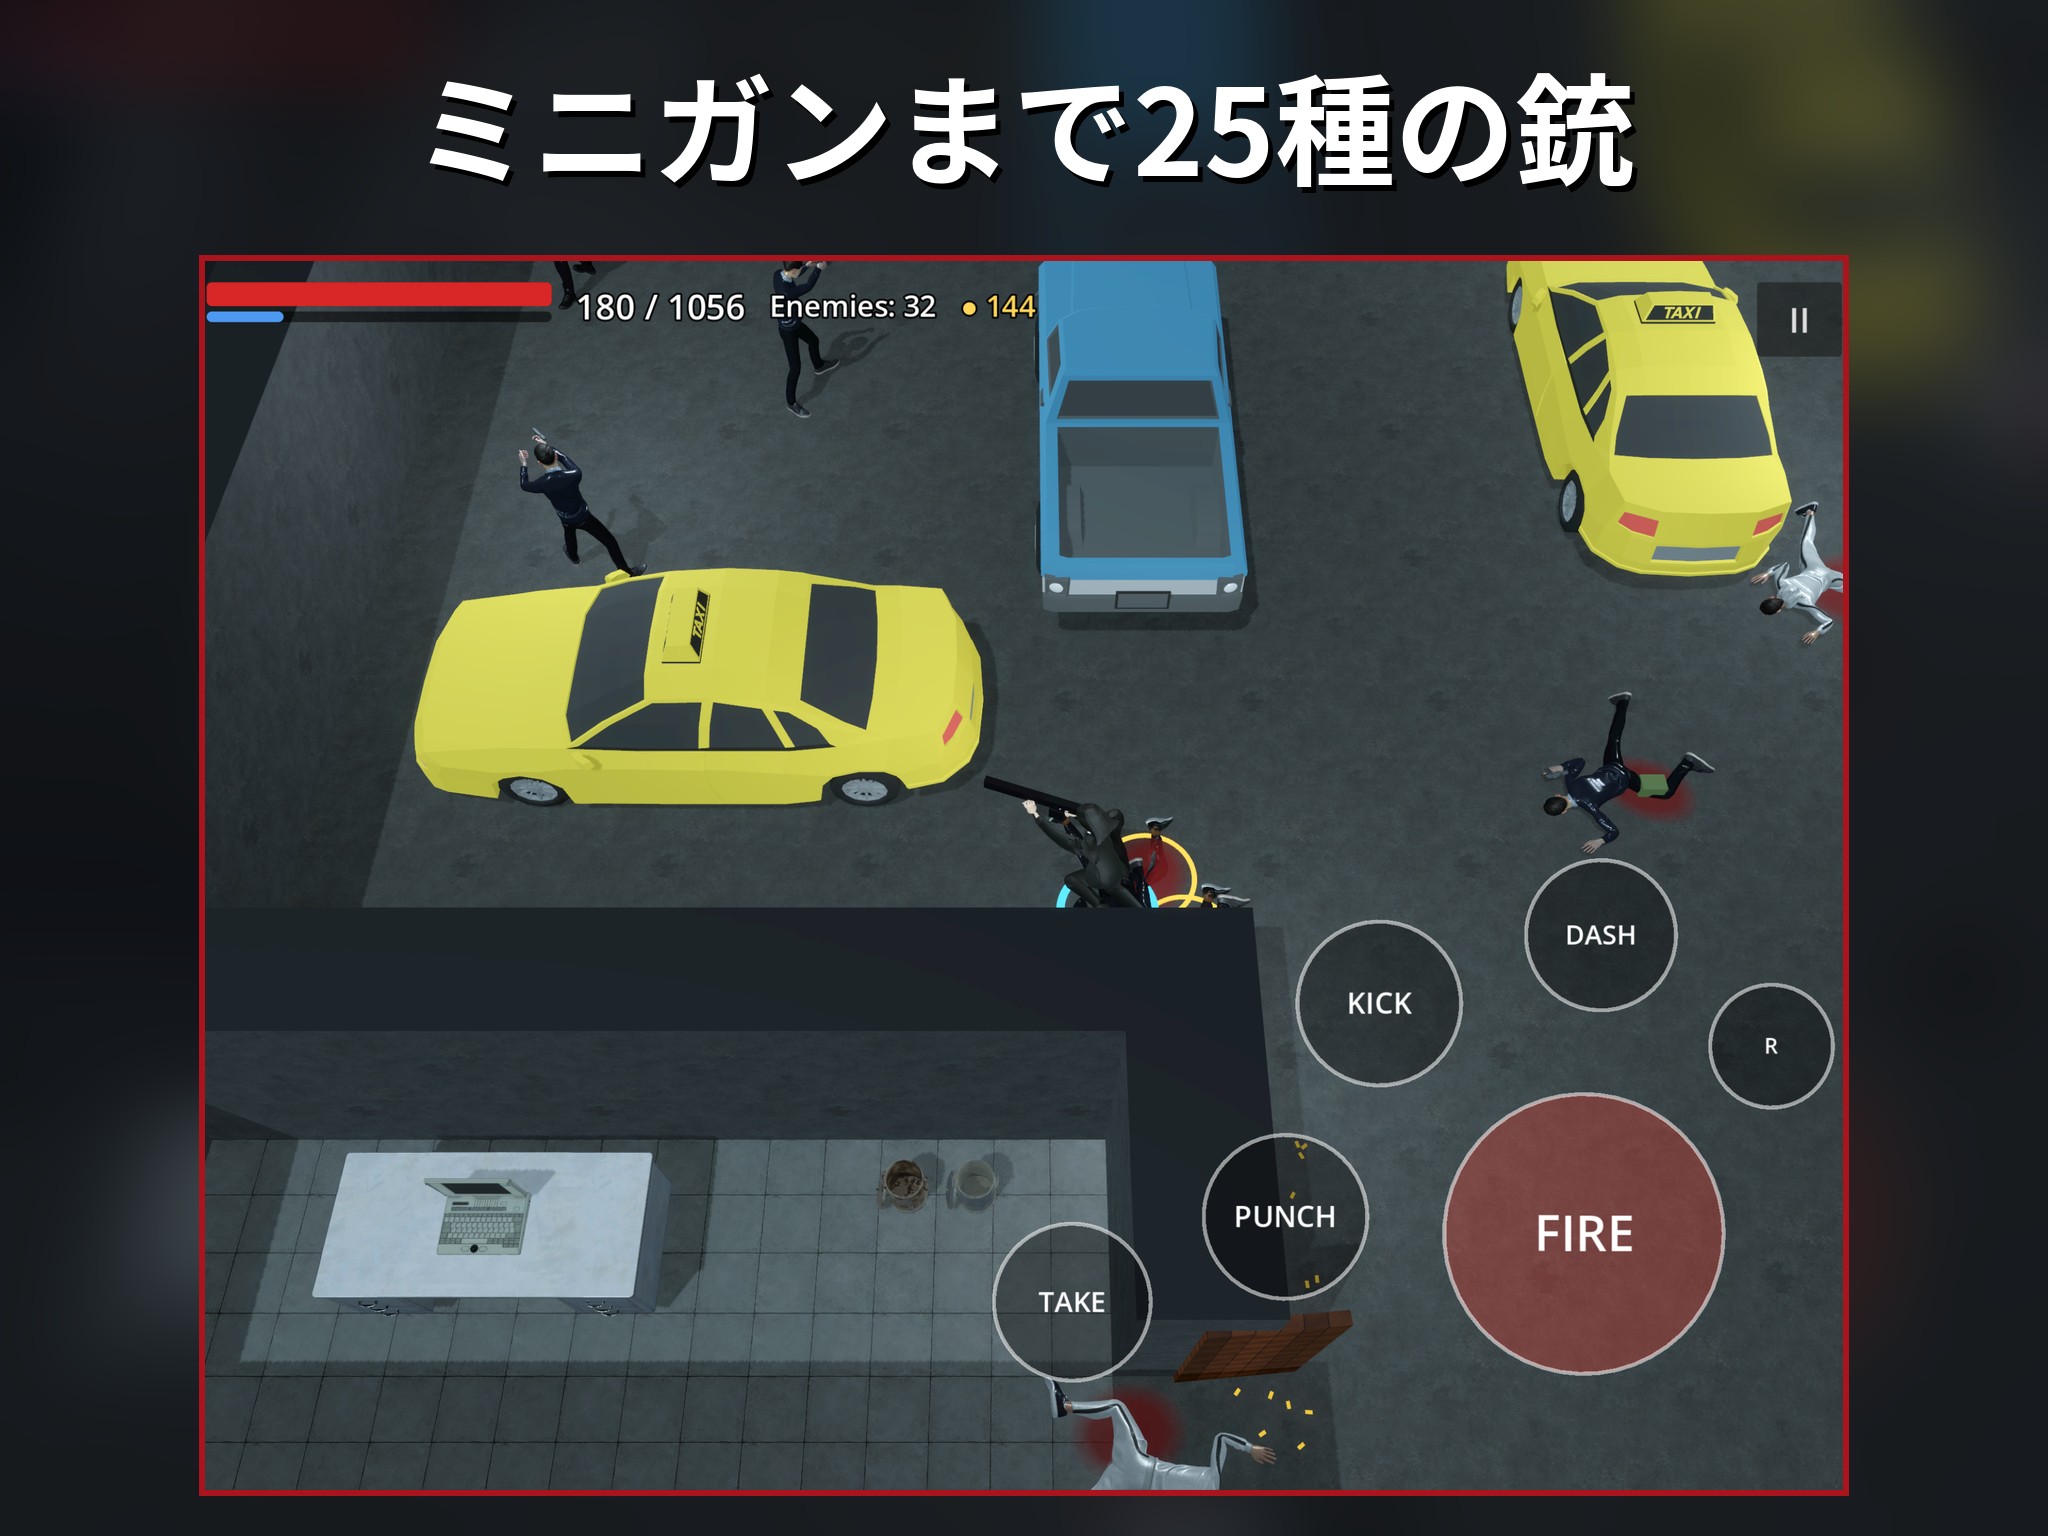 ミニガンまで25種の銃
180 / 1056 Enemies: 32 144
TAXI
TAXI
DASH
KICK
R
PUNCH
FIRE
TAKE